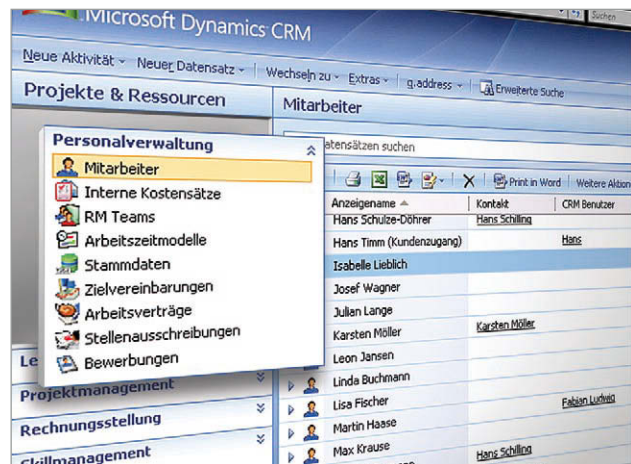 Microsoft Dynamics CRM
Suchen
Neue Aktivität Neuer Datensatz Wechseln zu Extras g.address Erweiterte Suche
Projekte & Ressourcen
Mitarbeiter
Personalverwaltung
Mitarbeiter
Interne Kostensätze
RM Teams
Arbeitszeitmodelle
Stammdaten
Zielvereinbarungen
Arbeitsverträge
Stellenausschreibungen
Bewerbungen
Projektmanagement
Rechnungsstellung
Skillmanagement
suchen
Print in Word Weitere
Anzeigename Kontakt CRM Benutzer
Hans Schulze-Döhrer Hans Schilling
Hans Timm (Kundenzugang) Hans
Isabelle Lieblich
Josef Wagner
Julian Lange
Karsten Möller Karsten Möller
Leon Jansen
Linda Buchmann
Lisa Fischer Fabian Ludwig
Martin Haase
Max Krause Hans Schilling